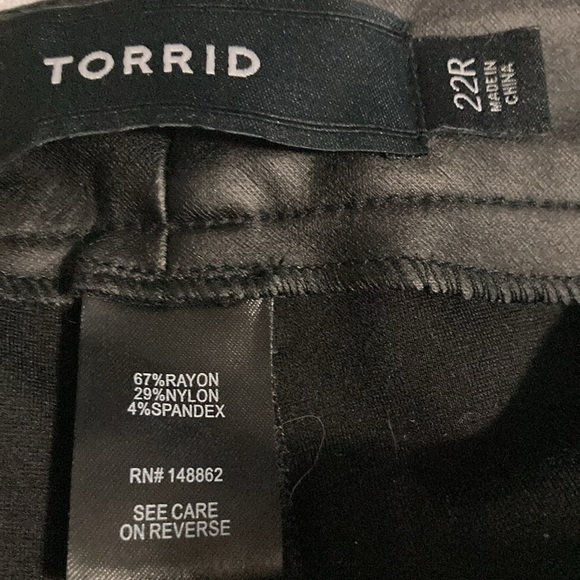 TORRID
22R
MADE IN
CHINA
67%RAYON
29%NYLON
4%SPANDEX
RN# 148862
SEE CARE
ON REVERSE